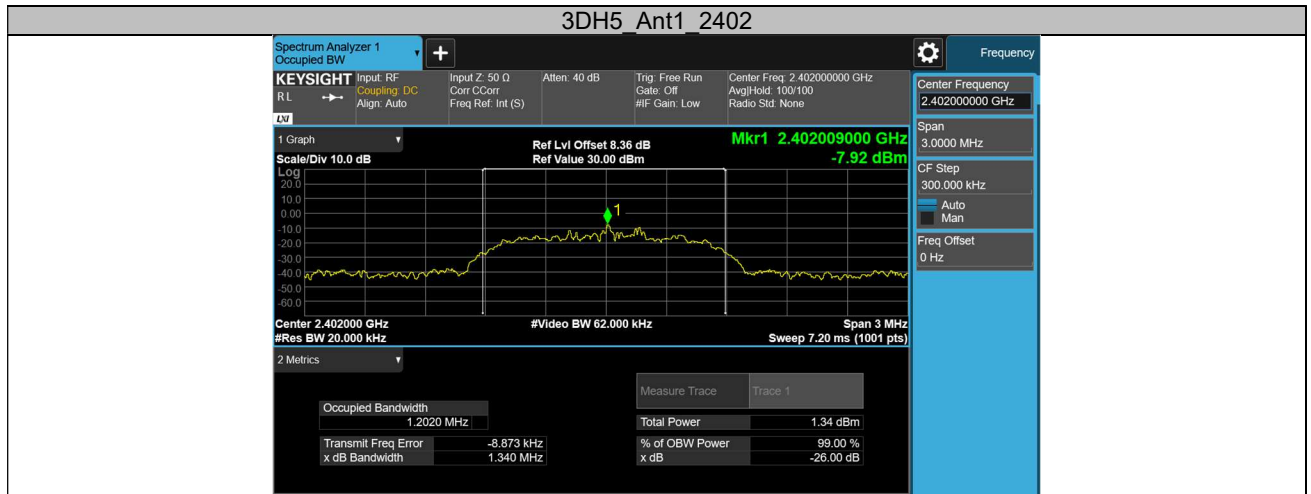 3DH5_Ant1_2402
Spectrum Analyzer 1
Occupied BW
+
Frequency
KEYSIGHT
RL
LXI
Input: RF
Coupling: DC
Align: Auto
Input Z: 50 Ω
Corr CCorr
Freq Ref: Int (S)
Atten: 40 dB
Trig: Free Run
Gate: Off
#IF Gain: Low
Center Freq: 2.402000000 GHz
Avg|Hold: 100/100
Radio Std: None
Center Frequency
2.402000000 GHz
Span
3.0000 MHz
CF Step
300.000 kHz
Auto
Man
Freq Offset
0 Hz
1 Graph
Scale/Div 10.0 dB
Ref Lvl Offset 8.36 dB
Ref Value 30.00 dBm
Mkr1 2.402009000 GHz
-7.92 dBm
Log
20.0
10.0
0.00
-10.0
-20.0
-30.0
-40.0
-50.0
-60.0
1
Center 2.402000 GHz
#Res BW 20.000 kHz
#Video BW 62.000 kHz
Span 3 MHz
Sweep 7.20 ms (1001 pts)
2 Metrics
Measure Trace Trace 1
Occupied Bandwidth
1.2020 MHz
Total Power 1.34 dBm
Transmit Freq Error -8.873 kHz
% of OBW Power 99.00 %
x dB Bandwidth 1.340 MHz
x dB -26.00 dB